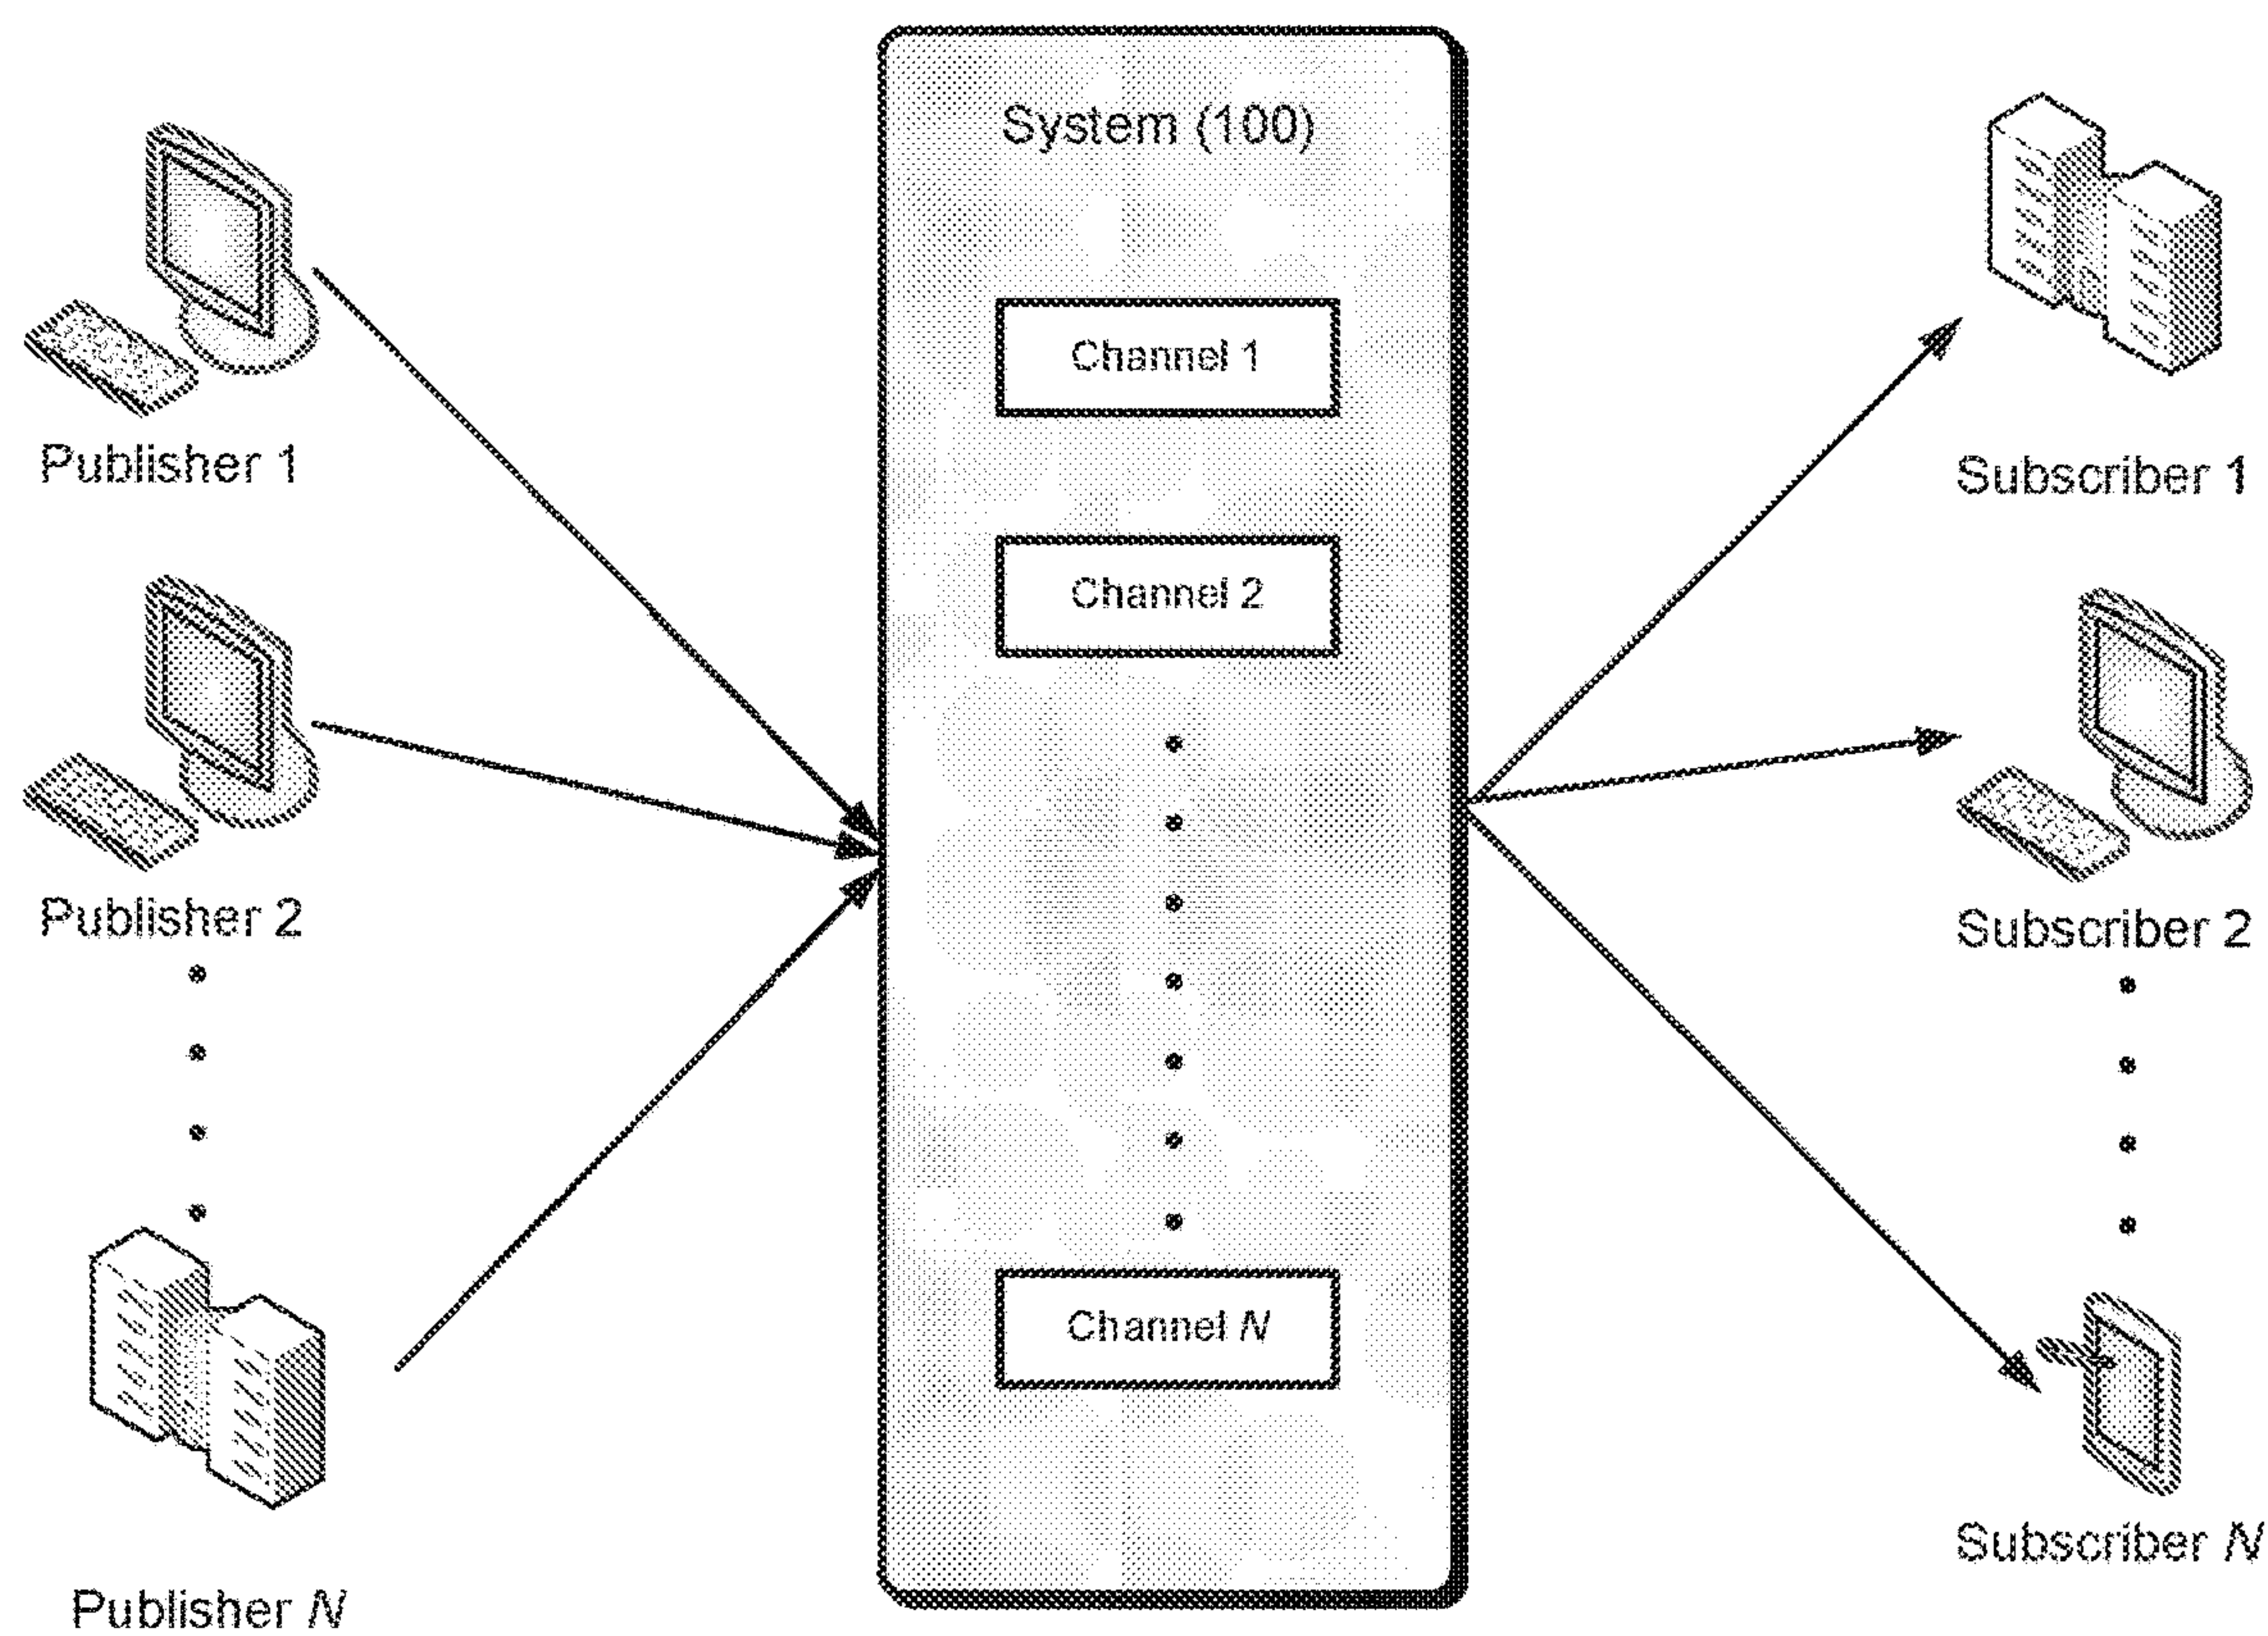 System (100)
Publisher 1
Publisher 2
Publisher N
Channel 1
Channel 2
Channel N
Subscriber 1
Subscriber 2
Subscriber N